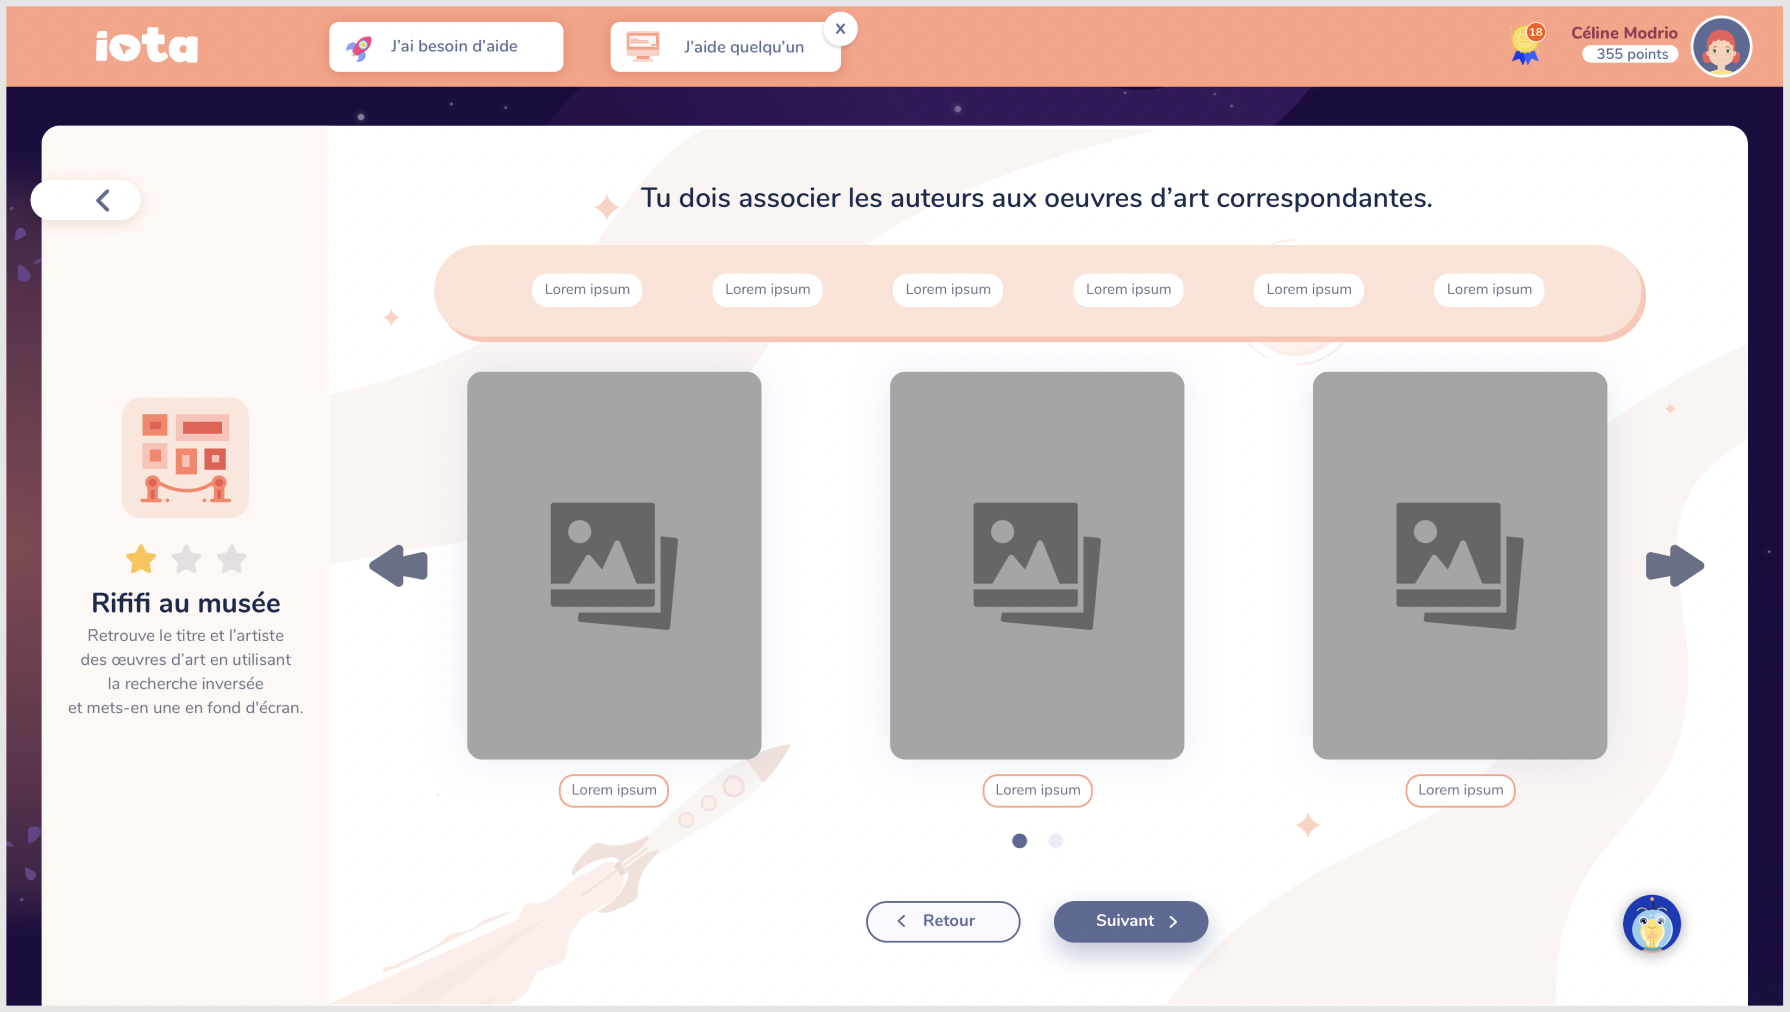 iota
J'ai besoin d'aide
J'aide quelqu'un
x
18
Céline Modrio
355 points
Tu dois associer les auteurs aux oeuvres d'art correspondantes.
Lorem ipsum
Lorem ipsum
Lorem ipsum
Lorem ipsum
Lorem ipsum
Lorem ipsum
Rififi au musée
Retrouve le titre et l'artiste
des œuvres d'art en utilisant
la recherche inversée
et mets-en une en fond d'écran.
Lorem ipsum
Lorem ipsum
Lorem ipsum
Retour
Suivant